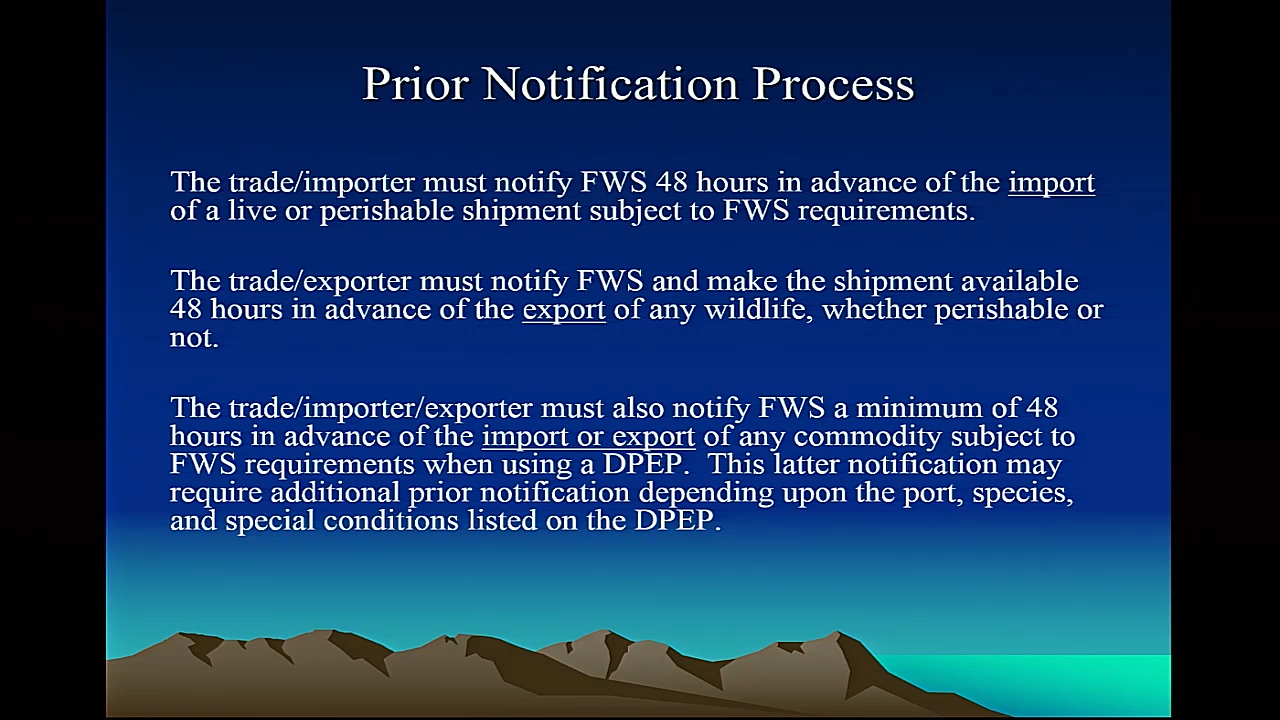 Prior Notification Process
The trade/importer must notify FWS 48 hours in advance of the import
of a live or perishable shipment subject to FWS requirements.
The trade/exporter must notify FWS and make the shipment available
48 hours in advance of the export of any wildlife, whether perishable or
not.
The trade/importer/exporter must also notify FWS a minimum of 48
hours in advance of the import or export of any commodity subject to
FWS requirements when using a DPEP.  This latter notification may
require additional prior notification depending upon the port, species,
and special conditions listed on the DPEP.